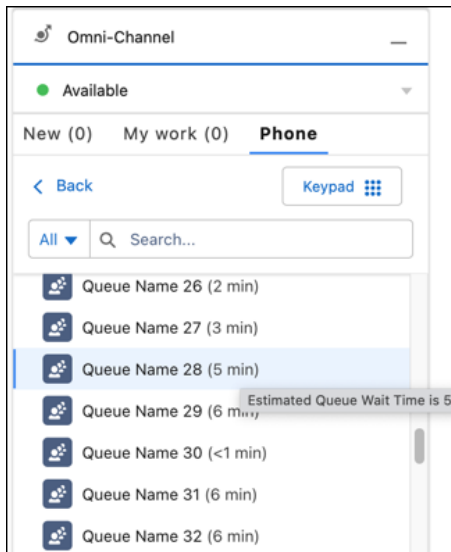 Omni-Channel
Available
New (0) My work (0) Phone
Back
Keypad
All
Search...
Queue Name 26 (2 min)
Queue Name 27 (3 min)
Queue Name 28 (5 min)
Estimated Queue Wait Time is 5
Queue Name 29 (6 min)
Queue Name 30 (<1 min)
Queue Name 31 (6 min)
Queue Name 32 (6 min)